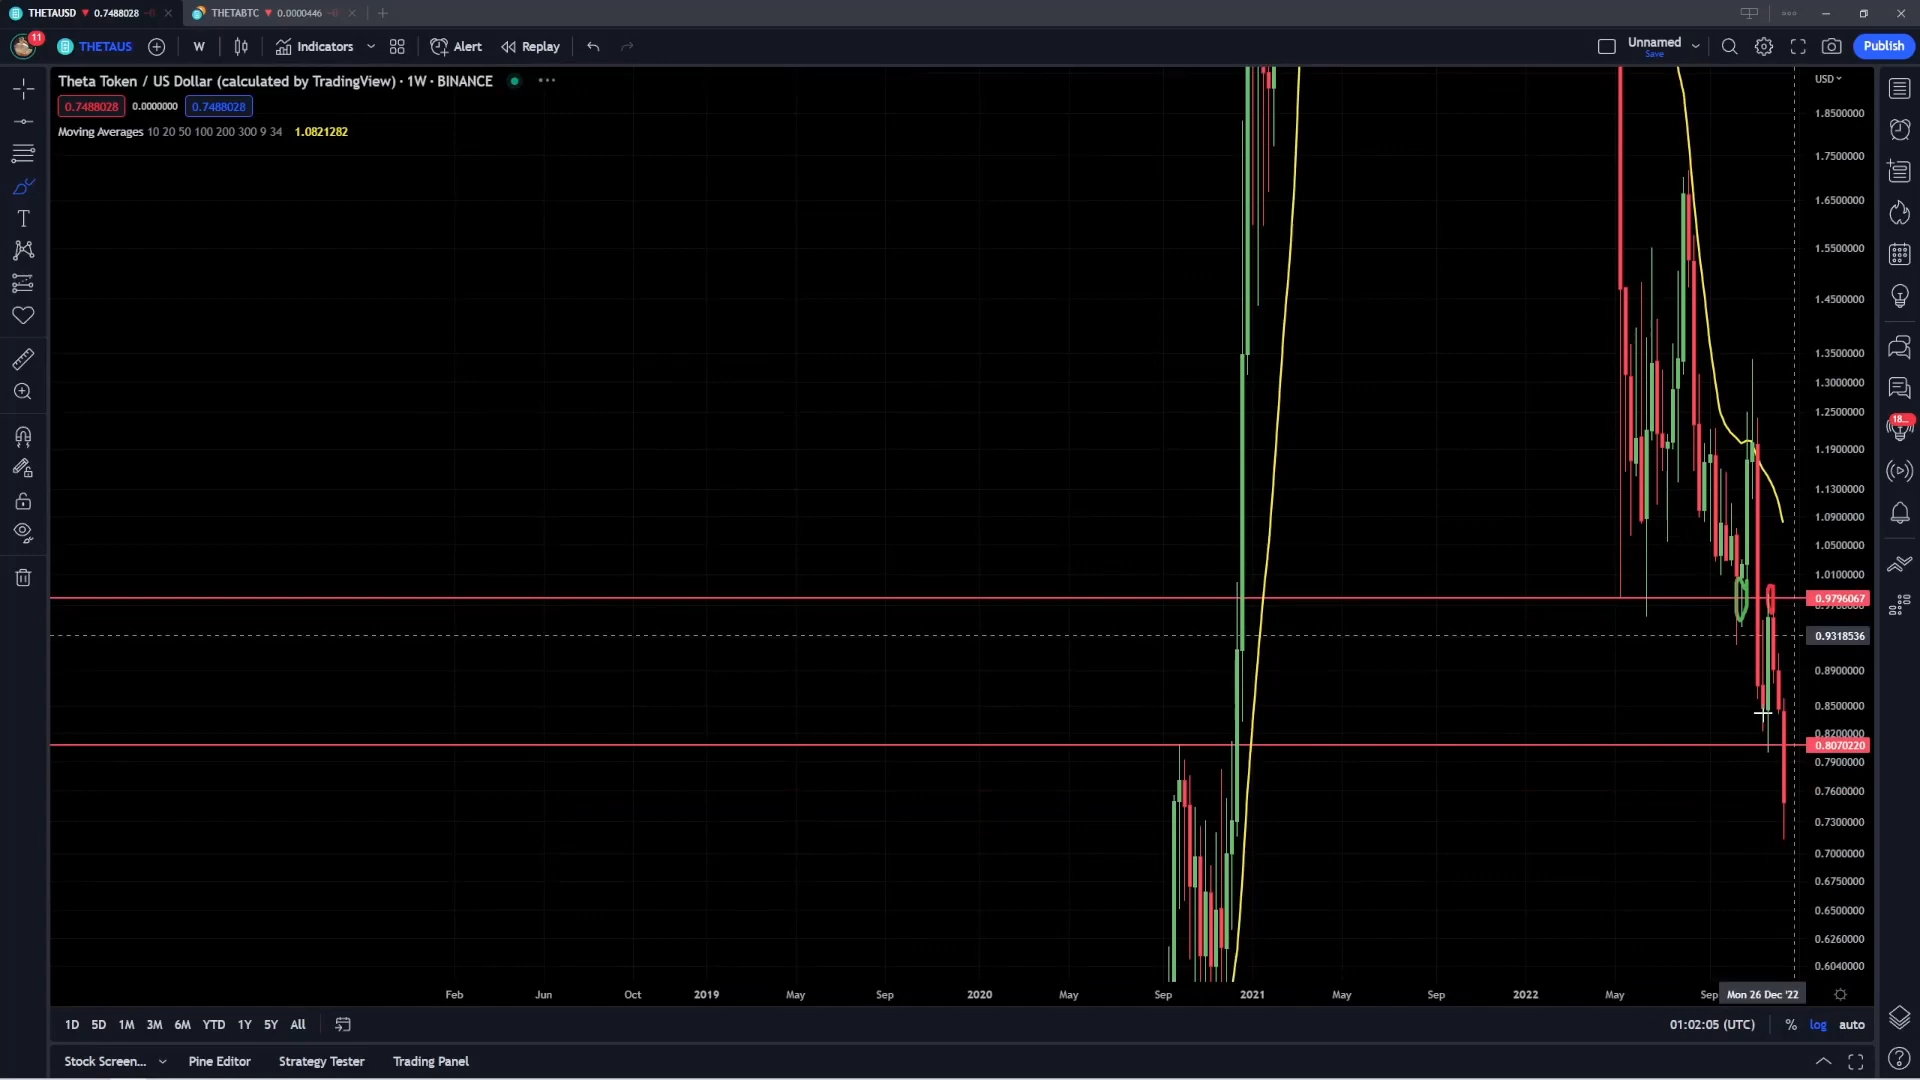 THETAUSD ▼ 0.7488028
THETABTC ▼ 0.0000446
11
THETAUS
W
Indicators
Alert
Replay
Unnamed
Save
Publish
Theta Token / US Dollar (calculated by TradingView) · 1W · BINANCE
USD
0.7488028 0.0000000 0.7488028
Moving Averages 10 20 50 100 200 300 9 34 1.0821282
1.8500000
1.7500000
1.6500000
1.5500000
1.4500000
1.3500000
1.3000000
1.2500000
18...
1.1900000
1.1300000
1.0900000
1.0500000
1.0100000
0.9796067
0.9318536
0.8900000
0.8500000
0.8200000
0.8070220
0.7900000
0.7600000
0.7300000
0.7000000
0.6750000
0.6500000
0.6260000
0.6040000
Feb Jun Oct 2019 May Sep 2020 May Sep 2021 May Sep 2022 May Sep Mon 26 Dec '22
1D 5D 1M 3M 6M YTD 1Y 5Y All
01:02:05 (UTC) % log auto
Stock Screen... Pine Editor Strategy Tester Trading Panel